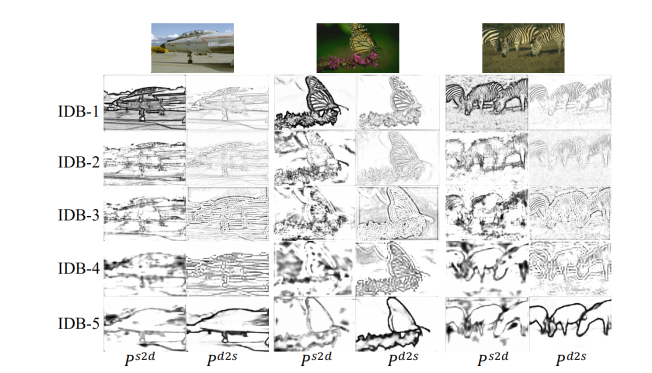 IDB-1
IDB-2
IDB-3
IDB-4
IDB-5
P^{s2d} P^{d2s} P^{s2d} P^{d2s} P^{s2d} P^{d2s}